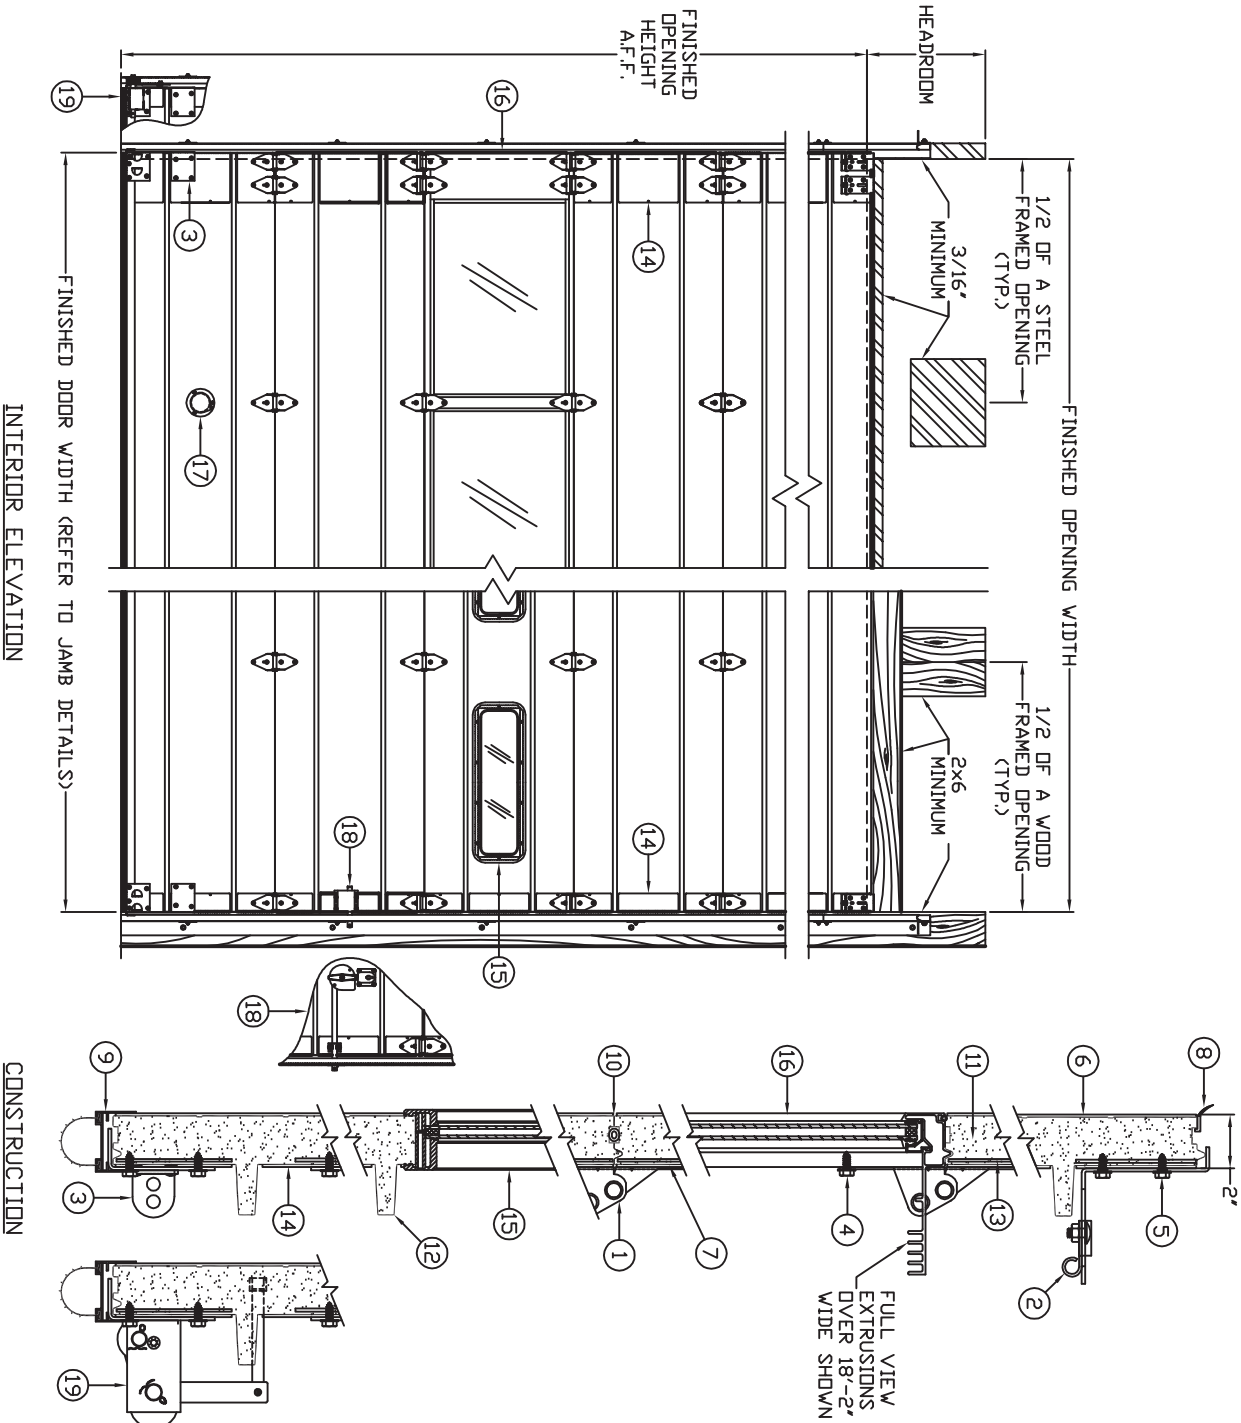 HEADROOM
FINISHED
OPENING
HEIGHT
A.F.F.
FINISHED OPENING WIDTH
1/2 OF A STEEL
FRAMED OPENING
(TYP.)
1/2 OF A WOOD
FRAMED OPENING
(TYP.)
3/16"
MINIMUM
2x6
MINIMUM
19
16
3
14
17
18
14
15
18
FINISHED DOOR WIDTH (REFER TO JAMB DETAILS)
INTERIOR ELEVATION
8
6
11
16
10
9
2"
5
2
13
4
7
1
15
12
14
3
19
FULL VIEW
EXTRUSIONS
OVER 18'-2"
WIDE SHOWN
CONSTRUCTION